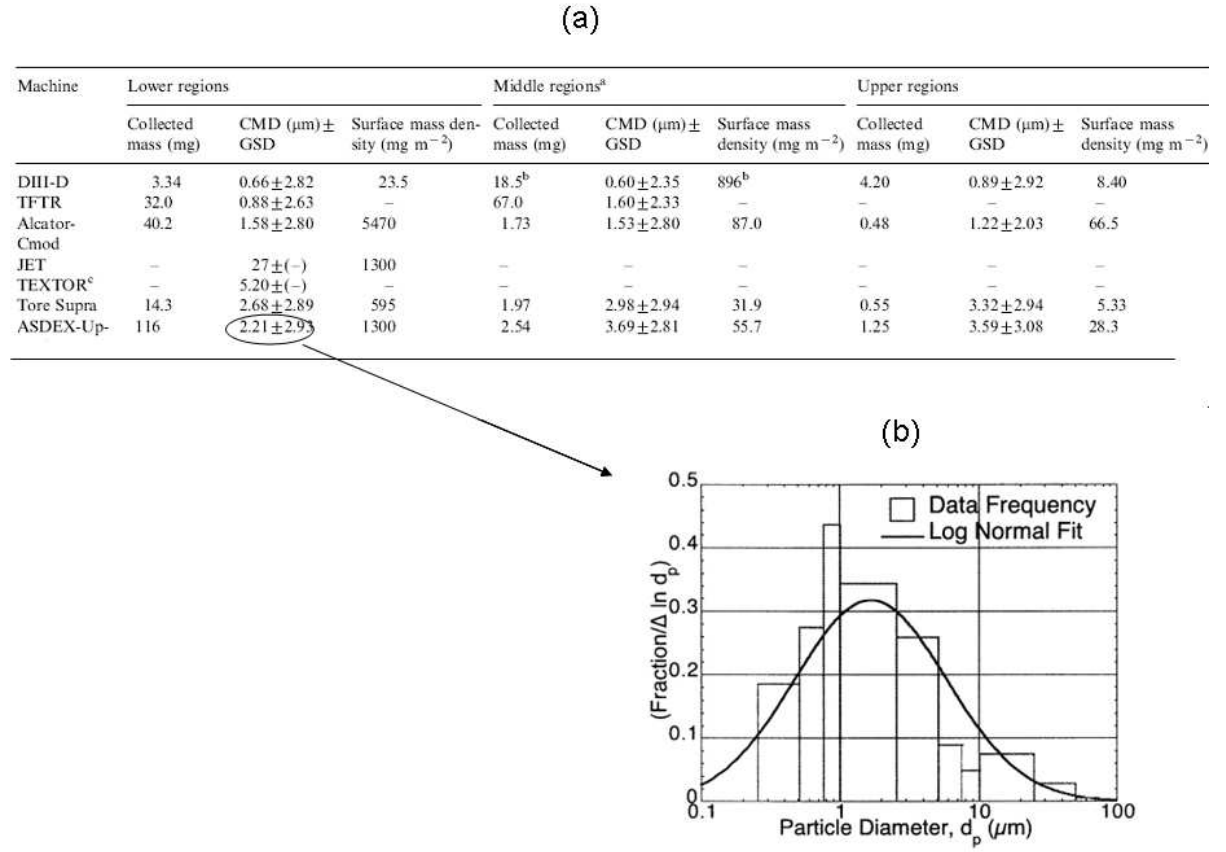 (a)
Machine Lower regions Middle regionsᵃ Upper regions
Collected CMD (μm)± Surface mass den- Collected CMD (μm)± Surface mass Collected CMD (μm)± Surface mass
mass (mg) GSD sity (mg m⁻²) mass (mg) GSD density (mg m⁻²) mass (mg) GSD density (mg m⁻²)
DIII-D 3.34 0.66±2.82 23.5 18.5ᵇ 0.60±2.35 896ᵇ 4.20 0.89±2.92 8.40
TFTR 32.0 0.88±2.63 – 67.0 1.60±2.33 – – – –
Alcator- 40.2 1.58±2.80 5470 1.73 1.53±2.80 87.0 0.48 1.22±2.03 66.5
Cmod
JET – 27±(–) 1300 – – – – – –
TEXTORᶜ – 5.20±(–) – – – – – – –
Tore Supra 14.3 2.68±2.89 595 1.97 2.98±2.94 31.9 0.55 3.32±2.94 5.33
ASDEX-Up- 116 2.21±2.93 1300 2.54 3.69±2.81 55.7 1.25 3.59±3.08 28.3
(b)
0.5
Data Frequency
Log Normal Fit
0.4
0.3
0.2
0.1
0
(Fraction/Δ ln dₚ)
0.1 1 10 100
Particle Diameter, dₚ (μm)